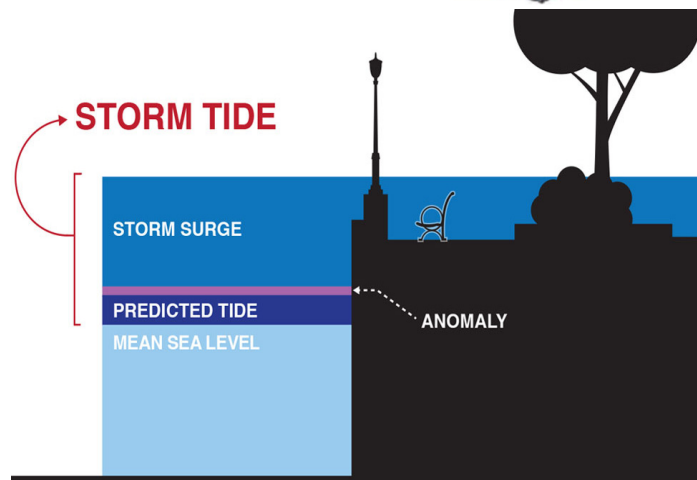 STORM TIDE
STORM SURGE
PREDICTED TIDE
ANOMALY
MEAN SEA LEVEL